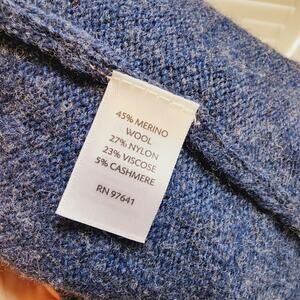 45% MERINO
WOOL
27% NYLON
23% VISCOSE
5% CASHMERE
RN 97641